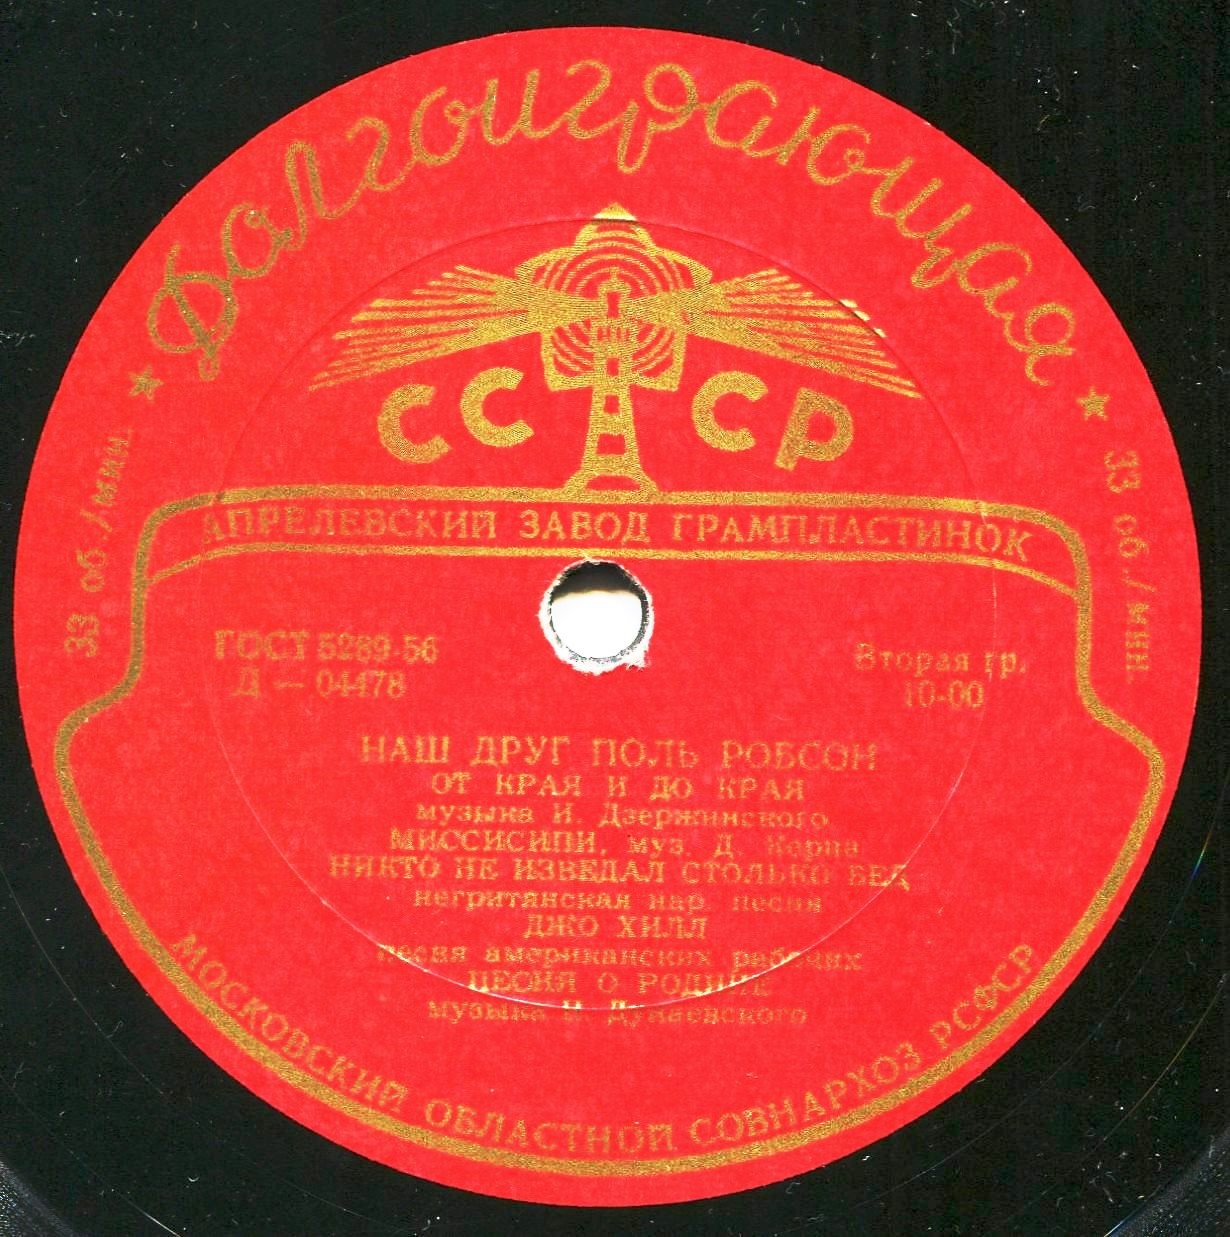 Долгоиграющая
★ 33 об./мин.
★ 33 об./мин.
СССР
АПРЕЛЕВСКИЙ ЗАВОД ГРАМПЛАСТИНОК
ГОСТ 5289-56
Д — 04478
Вторая гр.
10-00
НАШ ДРУГ ПОЛЬ РОБСОН
ОТ КРАЯ И ДО КРАЯ
музыка И. Дзержинского
МИССИСИПИ, муз. Д. Керна
НИКТО НЕ ИЗВЕДАЛ СТОЛЬКО БЕД
негритянская нар. песня
ДЖО ХИЛЛ
песня американских рабочих
ПЕСНЯ О РОДИНЕ
музыка И. Дунаевского
МОСКОВСКИЙ ОБЛАСТНОЙ СОВНАРХОЗ РСФСР